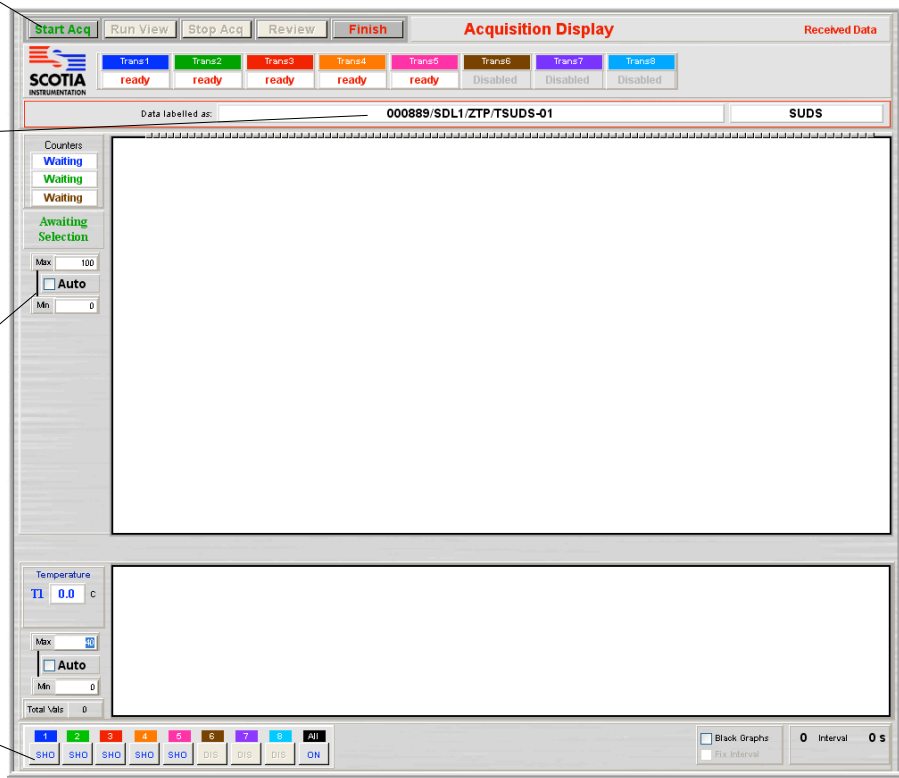 Start Acq Run View Stop Acq Review Finish Acquisition Display Received Data
SCOTIA
INSTRUMENTATION
Trans1 Trans2 Trans3 Trans4 Trans5 Trans6 Trans7 Trans8
ready ready ready ready ready Disabled Disabled Disabled
Data labelled as: 000889/SDL1/ZTP/TSUDS-01 SUDS
Counters
Waiting
Waiting
Waiting
Awaiting
Selection
Max 100
Auto
Min 0
Temperature
T1 0.0 C
Max 40
Auto
Min 0
Total Vals 0
1 2 3 4 5 6 7 8 All
SHO SHO SHO SHO SHO DIS DIS DIS ON
Black Graphs 0 Interval 0 s
Fix Interval